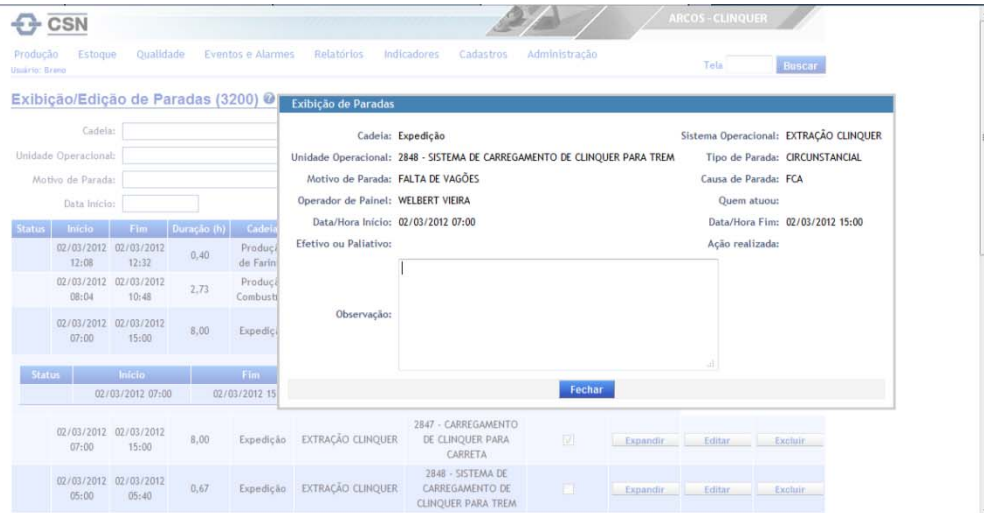 CSN
ARCOS - CLINQUER
Produção Estoque Qualidade Eventos e Alarmes Relatórios Indicadores Cadastros Administração
Usuário: Breno
Tela Buscar
Exibição/Edição de Paradas (3200)
Cadeia:
Unidade Operacional:
Motivo de Parada:
Data Início:
Exibição de Paradas
Cadeia: Expedição Sistema Operacional: EXTRAÇÃO CLINQUER
Unidade Operacional: 2848 - SISTEMA DE CARREGAMENTO DE CLINQUER PARA TREM Tipo de Parada: CIRCUNSTANCIAL
Motivo de Parada: FALTA DE VAGÕES Causa de Parada: FCA
Operador de Painel: WELBERT VIEIRA Quem atuou:
Data/Hora Início: 02/03/2012 07:00 Data/Hora Fim: 02/03/2012 15:00
Efetivo ou Paliativo: Ação realizada:
Observação:
Fechar
Status Início Fim Duração (h) Cadeia
02/03/2012 02/03/2012 Produçã
12:08 12:32 0,40 de Farin
02/03/2012 02/03/2012 Produçã
08:04 10:48 2,73 Combusti
02/03/2012 02/03/2012
07:00 15:00 8,00 Expediçã
Status Início Fim
02/03/2012 07:00 02/03/2012 15
02/03/2012 02/03/2012 2847 - CARREGAMENTO
07:00 15:00 8,00 Expedição EXTRAÇÃO CLINQUER DE CLINQUER PARA Expandir Editar Excluir
CARRETA
02/03/2012 02/03/2012 2848 - SISTEMA DE
05:00 05:40 0,67 Expedição EXTRAÇÃO CLINQUER CARREGAMENTO DE Expandir Editar Excluir
CLINQUER PARA TREM